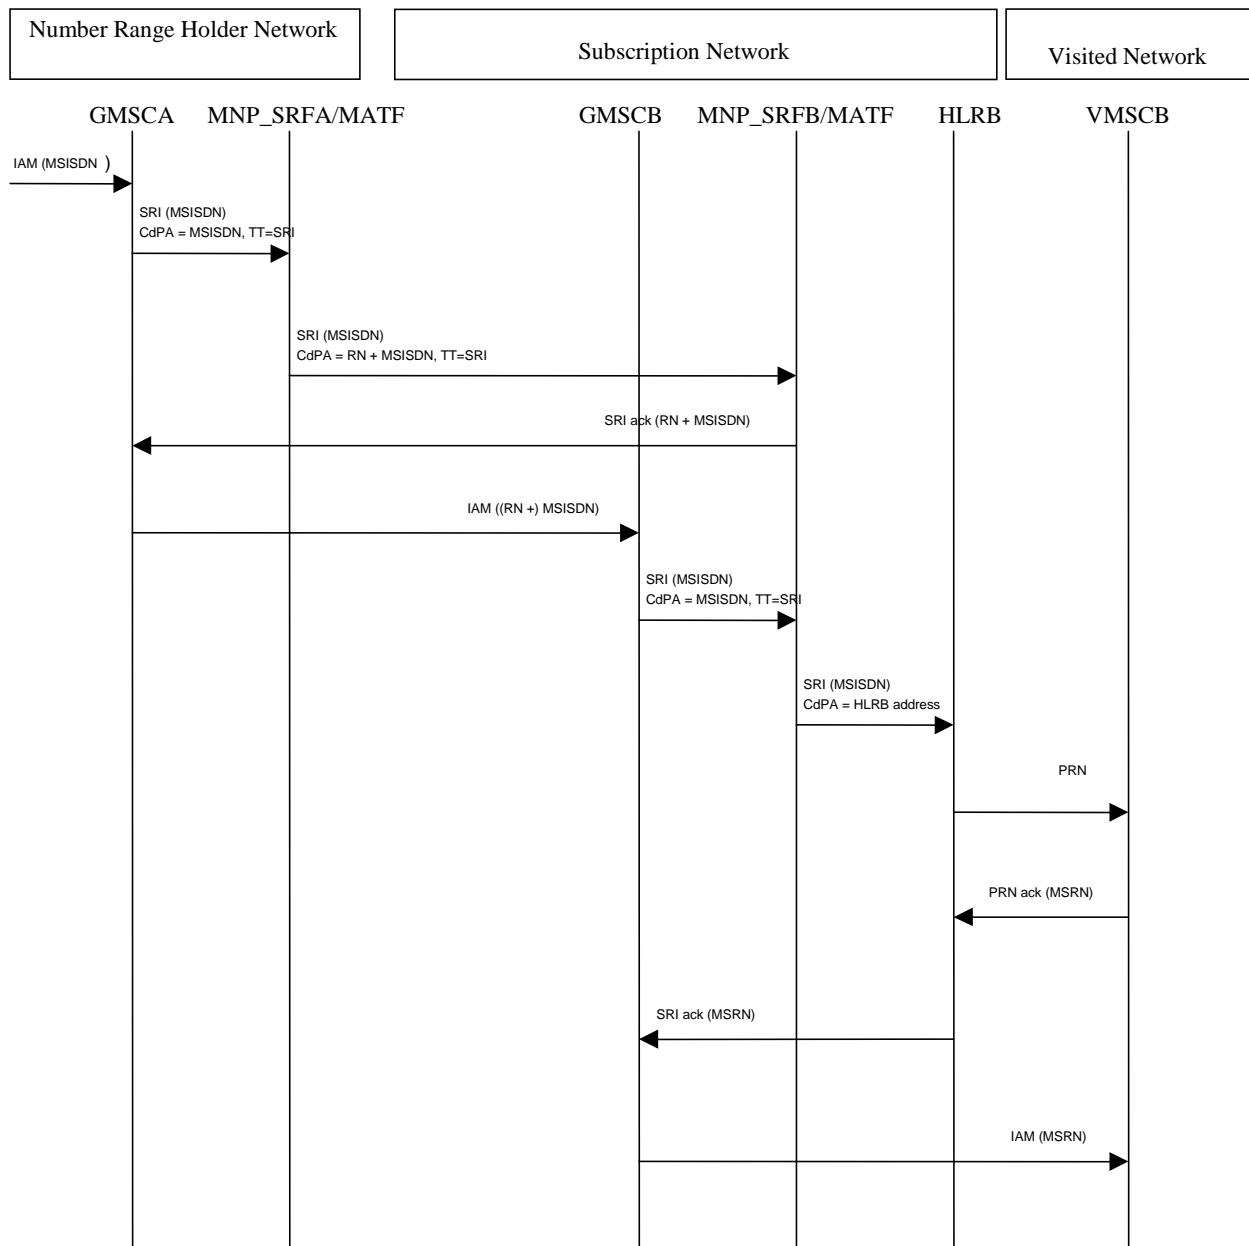 Number Range Holder Network
Subscription Network
Visited Network
GMSCA
MNP_SRFA/MATF
GMSCB
MNP_SRFB/MATF
HLRB
VMSCB
IAM (MSISDN )
SRI (MSISDN)
CdPA = MSISDN, TT=SRI
SRI (MSISDN)
CdPA = RN + MSISDN, TT=SRI
SRI ack (RN + MSISDN)
IAM ((RN +) MSISDN)
SRI (MSISDN)
CdPA = MSISDN, TT=SRI
SRI (MSISDN)
CdPA = HLRB address
PRN
PRN ack (MSRN)
SRI ack (MSRN)
IAM (MSRN)